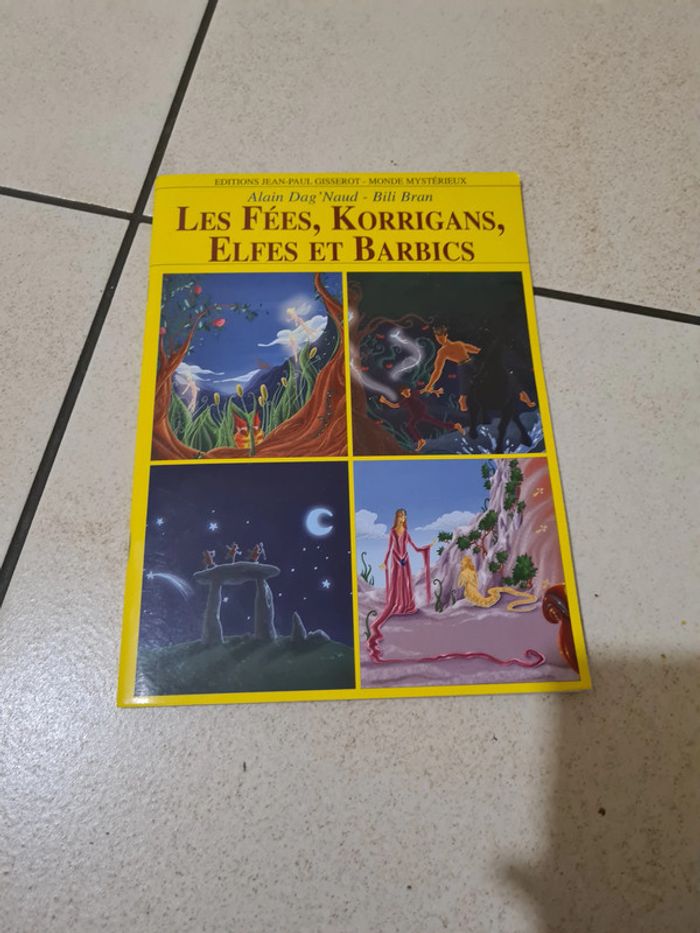 EDITIONS JEAN-PAUL GISSEROT - MONDE MYSTÉRIEUX
Alain Dag'Naud - Bili Bran
LES FÉES, KORRIGANS,
ELFES ET BARBICS